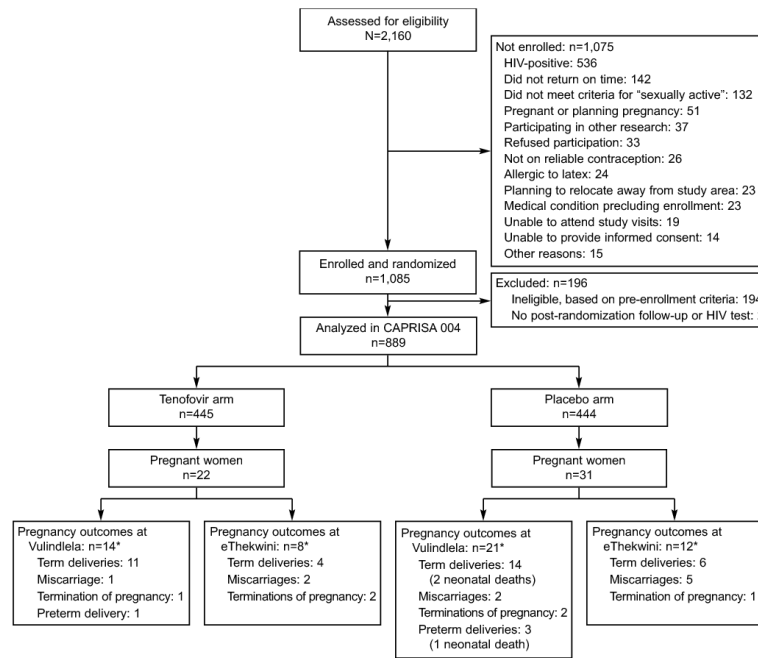 Assessed for eligibility
N=2,160
Not enrolled: n=1,075
HIV-positive: 536
Did not return on time: 142
Did not meet criteria for “sexually active”: 132
Pregnant or planning pregnancy: 51
Participating in other research: 37
Refused participation: 33
Not on reliable contraception: 26
Allergic to latex: 24
Planning to relocate away from study area: 23
Medical condition precluding enrollment: 23
Unable to attend study visits: 19
Unable to provide informed consent: 14
Other reasons: 15
Enrolled and randomized
n=1,085
Excluded: n=196
Ineligible, based on pre-enrollment criteria: 194
No post-randomization follow-up or HIV test:
Analyzed in CAPRISA 004
n=889
Tenofovir arm
n=445
Placebo arm
n=444
Pregnant women
n=22
Pregnant women
n=31
Pregnancy outcomes at
Vulindlela: n=14*
Term deliveries: 11
Miscarriage: 1
Termination of pregnancy: 1
Preterm delivery: 1
Pregnancy outcomes at
eThekwini: n=8*
Term deliveries: 4
Miscarriages: 2
Terminations of pregnancy: 2
Pregnancy outcomes at
Vulindlela: n=21*
Term deliveries: 14
(2 neonatal deaths)
Miscarriages: 2
Terminations of pregnancy: 2
Preterm deliveries: 3
(1 neonatal death)
Pregnancy outcomes at
eThekwini: n=12*
Term deliveries: 6
Miscarriages: 5
Termination of pregnancy: 1